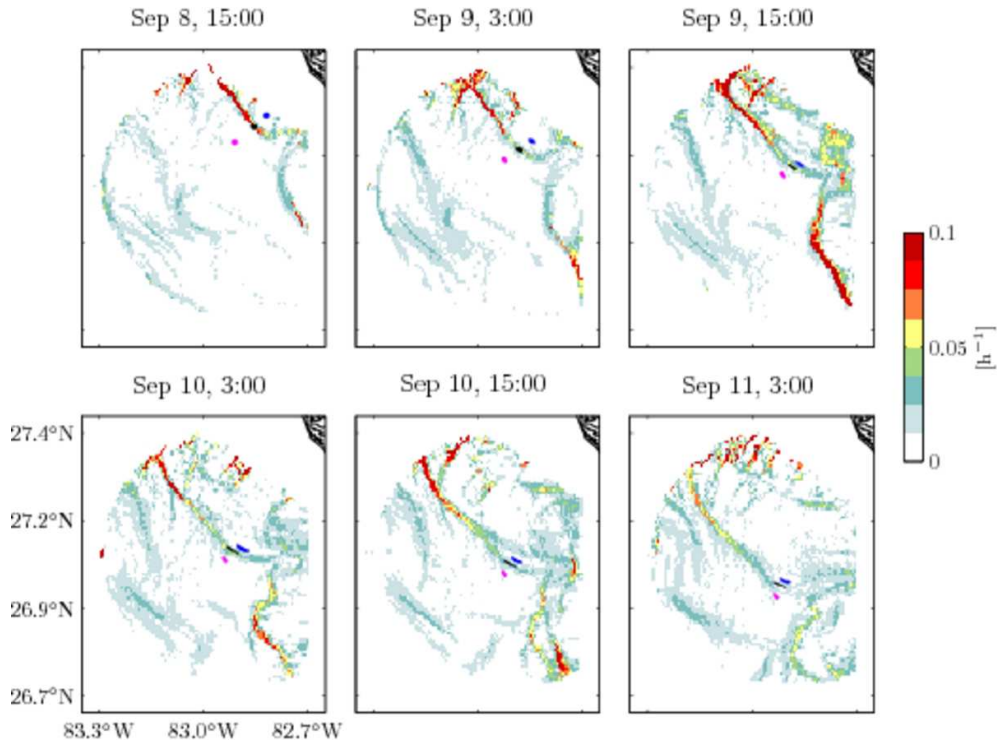 Sep 8, 15:00
Sep 9, 3:00
Sep 9, 15:00
0.1
0.05
[h⁻¹]
0
Sep 10, 3:00
Sep 10, 15:00
Sep 11, 3:00
27.4°N
27.2°N
26.9°N
26.7°N
83.3°W
83.0°W
82.7°W